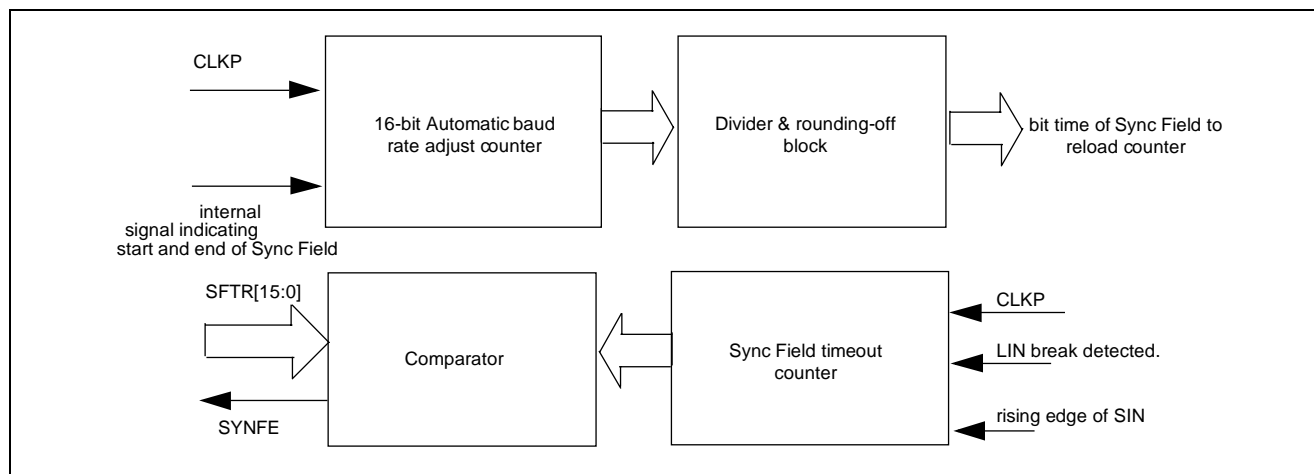 CLKP
16-bit Automatic baud
rate adjust counter
Divider & rounding-off
block
bit time of Sync Field to
reload counter
internal
signal indicating
start and end of Sync Field
SFTR[15:0]
Comparator
SYNFE
Sync Field timeout
counter
CLKP
LIN break detected.
rising edge of SIN